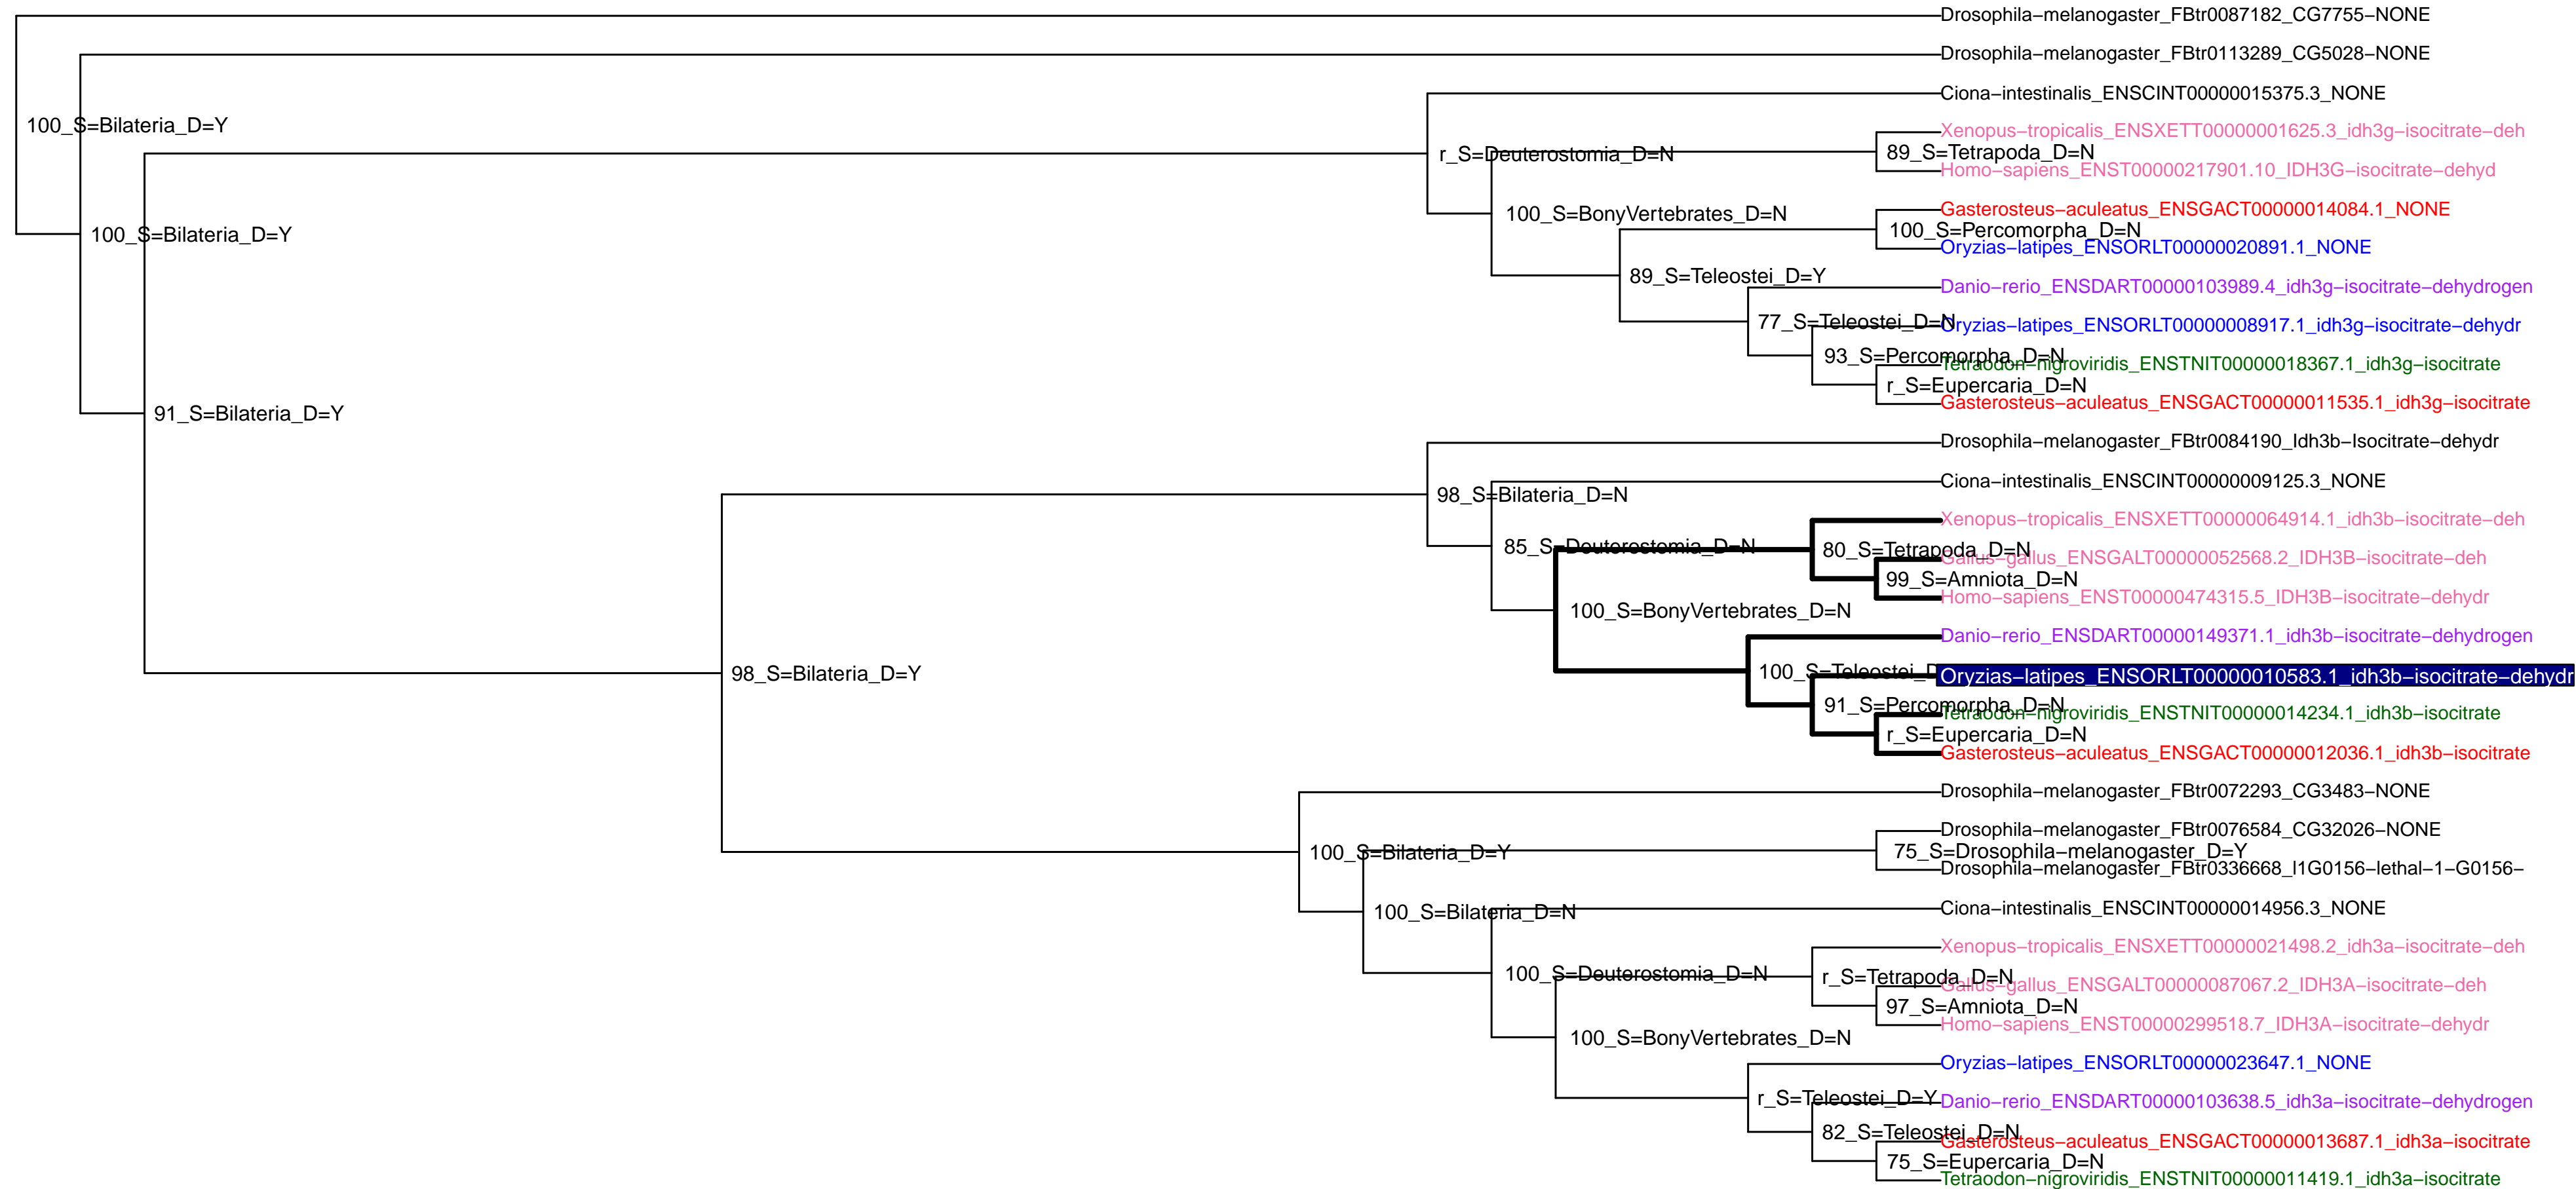 Drosophila−melanogaster_FBtr0087182_CG7755−NONE
Drosophila−melanogaster_FBtr0113289_CG5028−NONE
Ciona−intestinalis_ENSCINT00000015375.3_NONE
100_S=Bilateria_D=Y
Xenopus−tropicalis_ENSXETT00000001625.3_idh3g−isocitrate−deh
r_S=Deuterostomia_D=N
89_S=Tetrapoda_D=N
Homo−sapiens_ENST00000217901.10_IDH3G−isocitrate−dehyd
Gasterosteus−aculeatus_ENSGACT00000014084.1_NONE
100_S=BonyVertebrates_D=N
100_S=Percomorpha_D=N
100_S=Bilateria_D=Y
Oryzias−latipes_ENSORLT00000020891.1_NONE
89_S=Teleostei_D=Y
Danio−rerio_ENSDART00000103989.4_idh3g−isocitrate−dehydrogen
77_S=Teleostei_D=N
Oryzias−latipes_ENSORLT00000008917.1_idh3g−isocitrate−dehydr
93_S=Percomorpha_D=N
Tetraodon−nigroviridis_ENSTNIT00000018367.1_idh3g−isocitrate
r_S=Eupercaria_D=N
Gasterosteus−aculeatus_ENSGACT00000011535.1_idh3g−isocitrate
91_S=Bilateria_D=Y
Drosophila−melanogaster_FBtr0084190_Idh3b−Isocitrate−dehydr
Ciona−intestinalis_ENSCINT00000009125.3_NONE
98_S=Bilateria_D=N
Xenopus−tropicalis_ENSXETT00000064914.1_idh3b−isocitrate−deh
85_S=Deuterostomia_D=N
80_S=Tetrapoda_D=N
Gallus−gallus_ENSGALT00000052568.2_IDH3B−isocitrate−deh
99_S=Amniota_D=N
Homo−sapiens_ENST00000474315.5_IDH3B−isocitrate−dehydr
100_S=BonyVertebrates_D=N
Danio−rerio_ENSDART00000149371.1_idh3b−isocitrate−dehydrogen
98_S=Bilateria_D=Y
100_S=Teleostei_D
Oryzias−latipes_ENSORLT00000010583.1_idh3b−isocitrate−dehydr
91_S=Percomorpha_D=N
Tetraodon−nigroviridis_ENSTNIT00000014234.1_idh3b−isocitrate
r_S=Eupercaria_D=N
Gasterosteus−aculeatus_ENSGACT00000012036.1_idh3b−isocitrate
Drosophila−melanogaster_FBtr0072293_CG3483−NONE
Drosophila−melanogaster_FBtr0076584_CG32026−NONE
100_S=Bilateria_D=Y
75_S=Drosophila−melanogaster_D=Y
Drosophila−melanogaster_FBtr0336668_l1G0156−lethal−1−G0156−
100_S=Bilateria_D=N
Ciona−intestinalis_ENSCINT00000014956.3_NONE
Xenopus−tropicalis_ENSXETT00000021498.2_idh3a−isocitrate−deh
100_S=Deuterostomia_D=N
r_S=Tetrapoda_D=N
Gallus−gallus_ENSGALT00000087067.2_IDH3A−isocitrate−deh
97_S=Amniota_D=N
Homo−sapiens_ENST00000299518.7_IDH3A−isocitrate−dehydr
100_S=BonyVertebrates_D=N
Oryzias−latipes_ENSORLT00000023647.1_NONE
r_S=Teleostei_D=Y
Danio−rerio_ENSDART00000103638.5_idh3a−isocitrate−dehydrogen
82_S=Teleostei_D=N
Gasterosteus−aculeatus_ENSGACT00000013687.1_idh3a−isocitrate
75_S=Eupercaria_D=N
Tetraodon−nigroviridis_ENSTNIT00000011419.1_idh3a−isocitrate